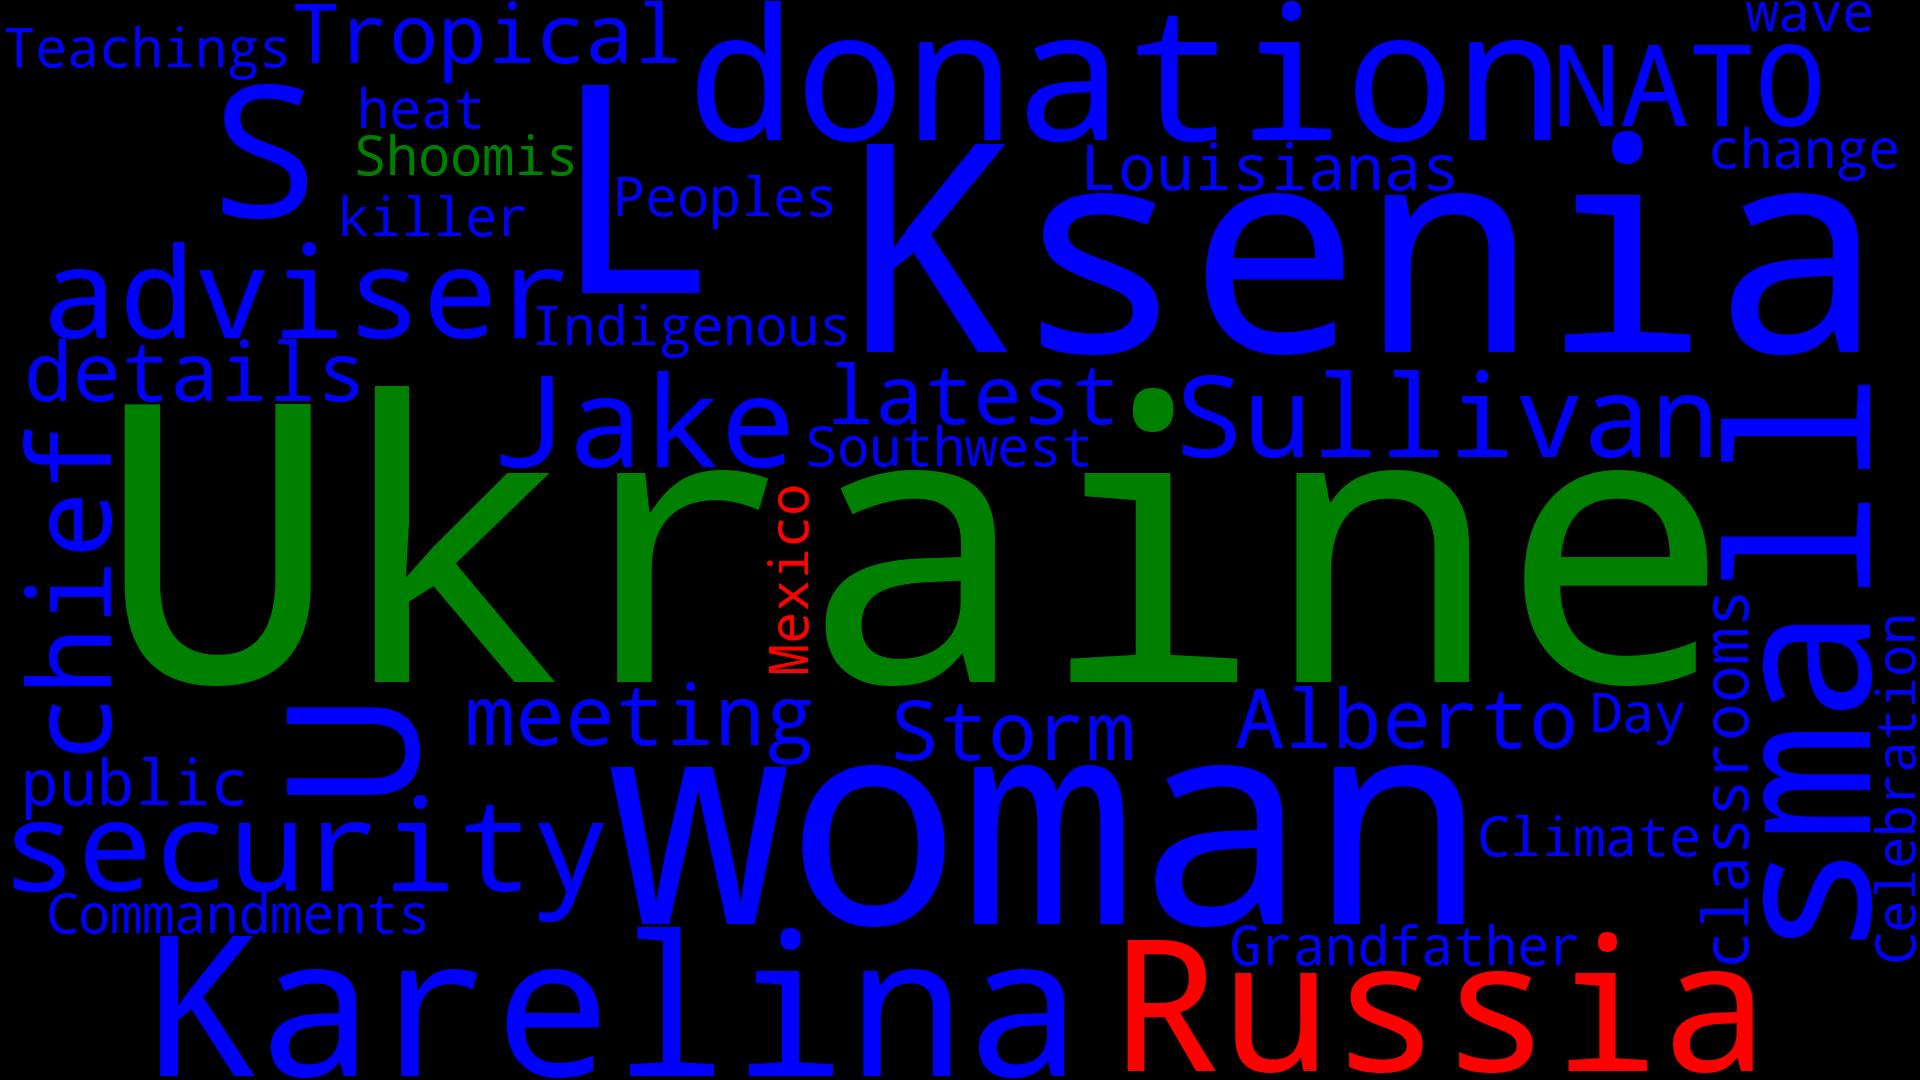 Teachings
Tropical
donation
wave
NATO
S
heat
L
Shoomis
Peoples
Ksenia
Louisianas
change
killer
adviser
Indigenous
details
Jake
latest
Sullivan
Southwest
small
chief
Ukraine
Mexico
classrooms
Celebration
meeting
Storm
Alberto
Day
U
public
security
woman
Climate
Commandments
Karelina
Grandfather
Russia